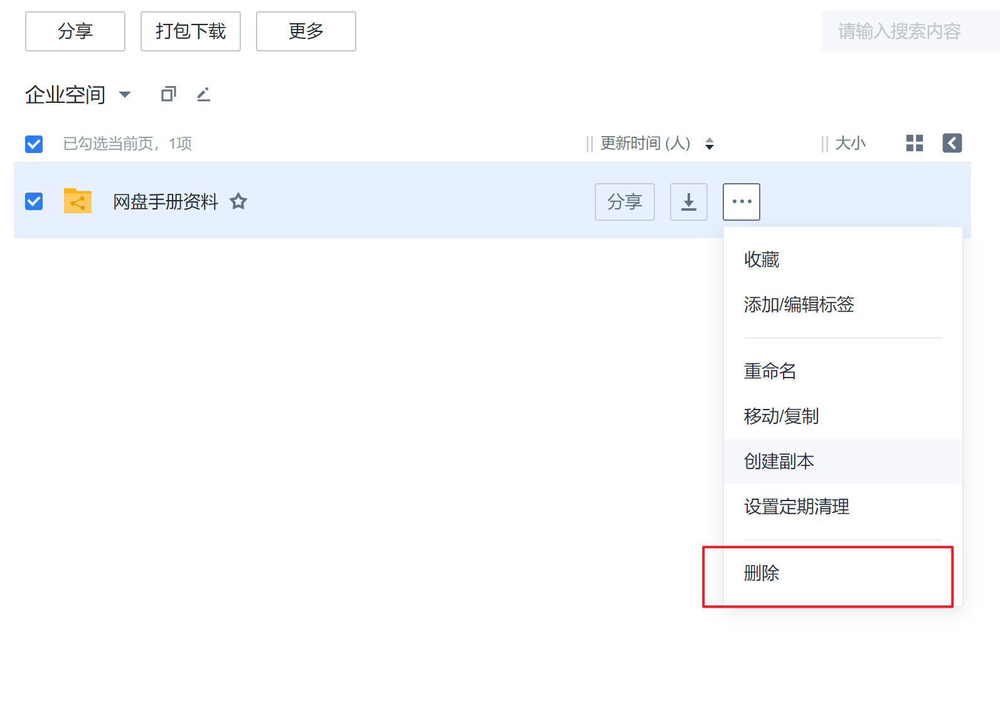 分享 打包下载 更多 请输入搜索内容
企业空间
已勾选当前页，1项 更新时间 (人) 大小
网盘手册资料 分享
收藏
添加/编辑标签
重命名
移动/复制
创建副本
设置定期清理
删除